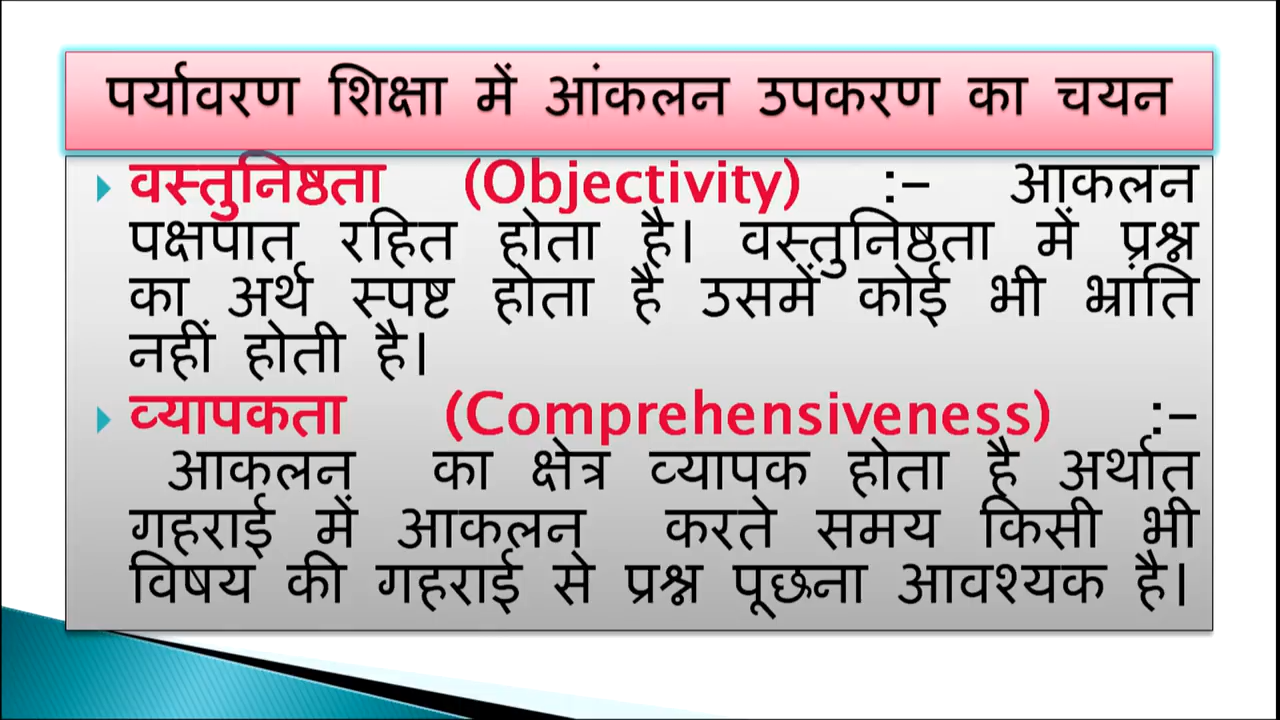 पर्यावरण शिक्षा में आंकलन उपकरण का चयन
वस्तुनिष्ठता (Objectivity) :- आकलन
पक्षपात रहित होता है। वस्तुनिष्ठता में प्रश्न
का अर्थ स्पष्ट होता है उसमें कोई भी भ्रांति
नहीं होती है।
व्यापकता (Comprehensiveness) :-
आकलन का क्षेत्र व्यापक होता है अर्थात
गहराई में आकलन करते समय किसी भी
विषय की गहराई से प्रश्न पूछना आवश्यक है।